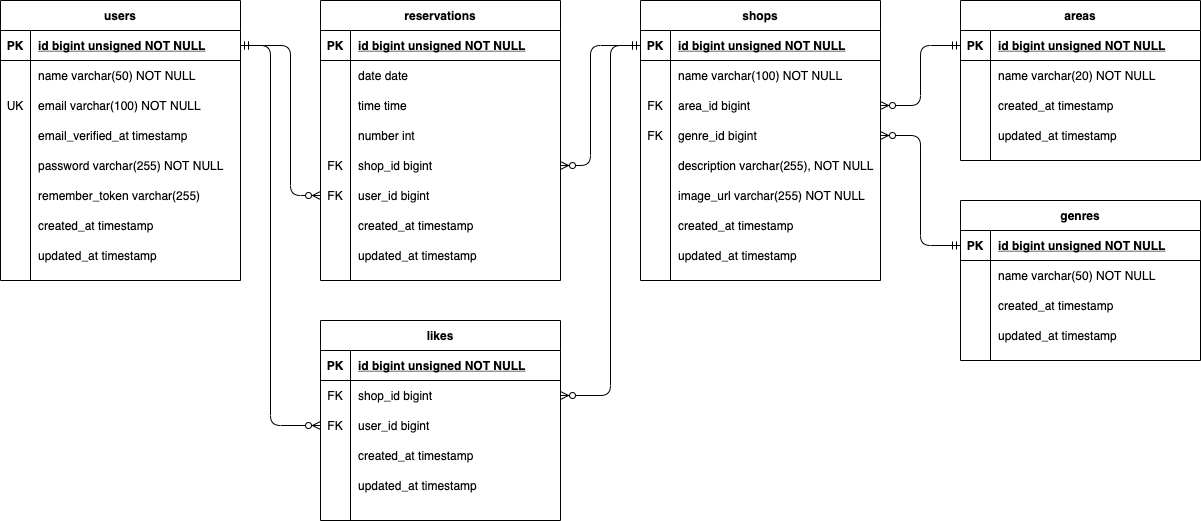 users
PK id bigint unsigned NOT NULL
name varchar(50) NOT NULL
UK email varchar(100) NOT NULL
email_verified_at timestamp
password varchar(255) NOT NULL
remember_token varchar(255)
created_at timestamp
updated_at timestamp
reservations
PK id bigint unsigned NOT NULL
date date
time time
number int
FK shop_id bigint
FK user_id bigint
created_at timestamp
updated_at timestamp
shops
PK id bigint unsigned NOT NULL
name varchar(100) NOT NULL
FK area_id bigint
FK genre_id bigint
description varchar(255), NOT NULL
image_url varchar(255) NOT NULL
created_at timestamp
updated_at timestamp
areas
PK id bigint unsigned NOT NULL
name varchar(20) NOT NULL
created_at timestamp
updated_at timestamp
genres
PK id bigint unsigned NOT NULL
name varchar(50) NOT NULL
created_at timestamp
updated_at timestamp
likes
PK id bigint unsigned NOT NULL
FK shop_id bigint
FK user_id bigint
created_at timestamp
updated_at timestamp